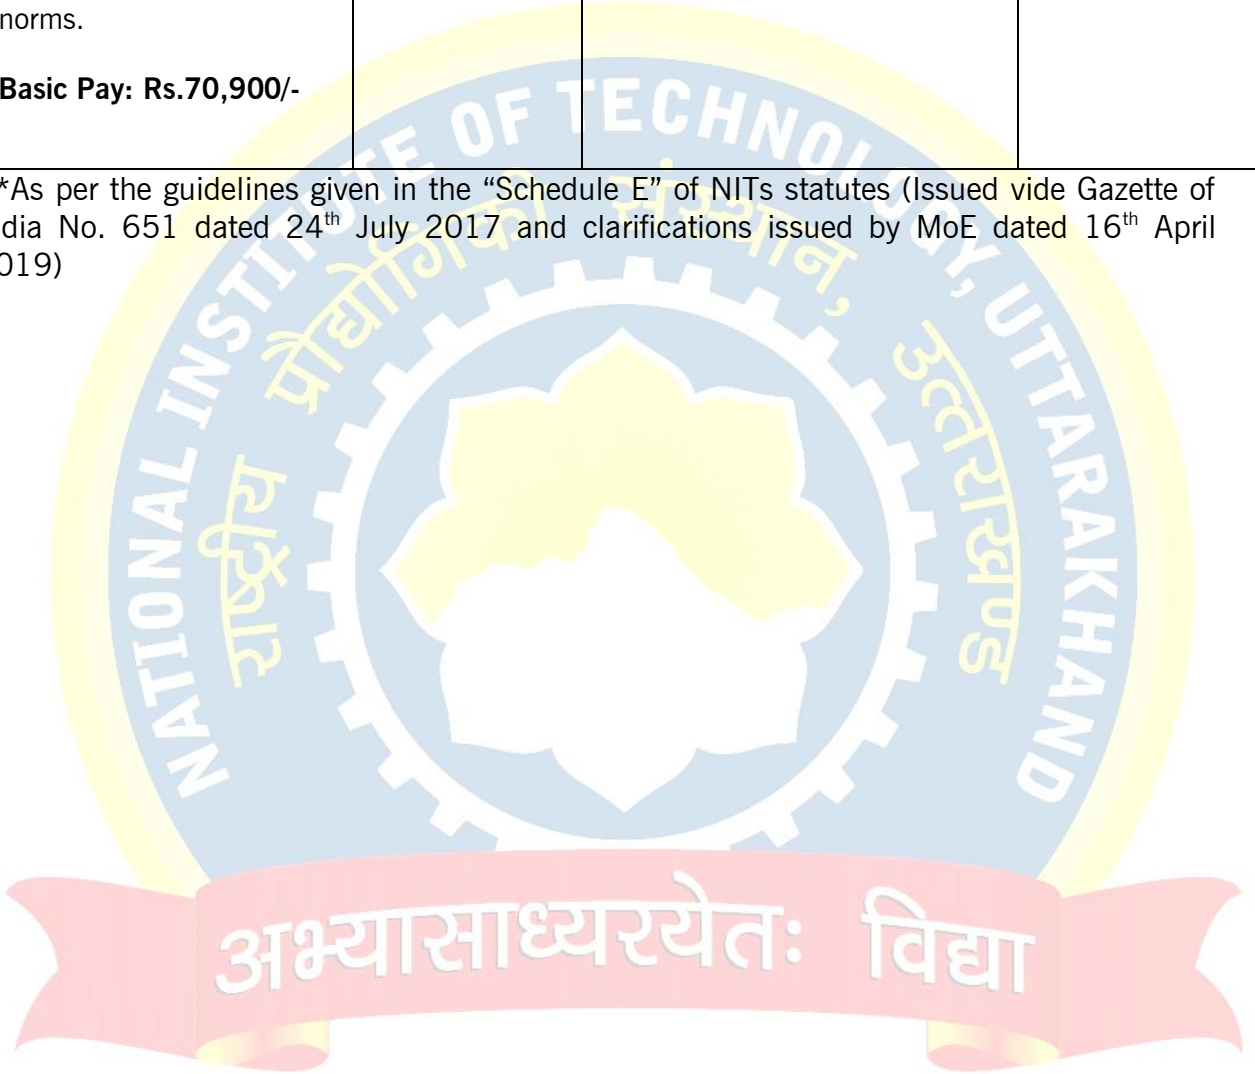 norms.
Basic Pay: Rs.70,900/-
*As per the guidelines given in the “Schedule E” of NITs statutes (Issued vide Gazette of
dia No. 651 dated 24th July 2017 and clarifications issued by MoE dated 16th April
019)
NATIONAL INSTITUTE OF TECHNOLOGY, UTTARAKHAND
राष्ट्रीय प्रौद्योगिकी संस्थान, उत्तराखण्ड
अभ्यासाध्यरयेतः विद्या